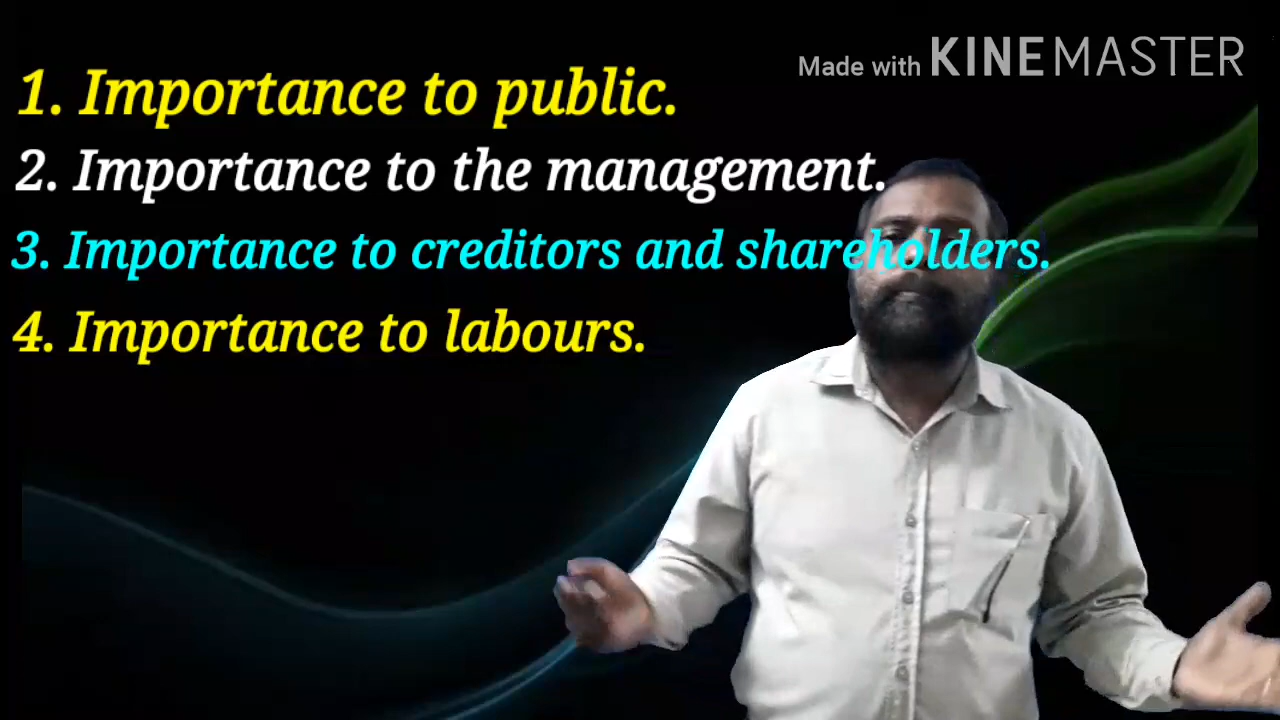 Made with KINEMASTER
1. Importance to public.
2. Importance to the management.
3. Importance to creditors and shareholders.
4. Importance to labours.